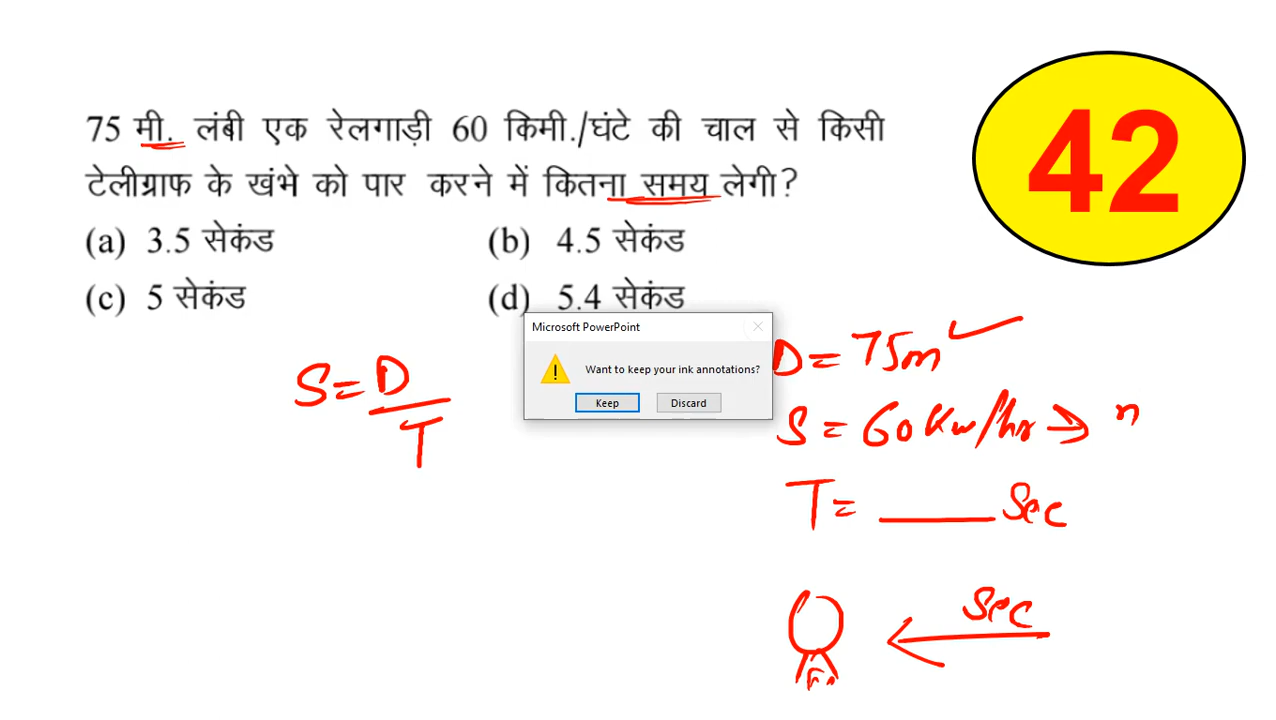 42
75 मी. लंबी एक रेलगाड़ी 60 किमी./घंटे की चाल से किसी
टेलीग्राफ के खंभे को पार करने में कितना समय लेगी?
(a) 3.5 सेकंड (b) 4.5 सेकंड
(c) 5 सेकंड (d) 5.4 सेकंड
Microsoft PowerPoint
Want to keep your ink annotations?
Keep Discard
D = 75m
S = D/T
S = 60 Km/hr → n
T = ____ Sec
Sec